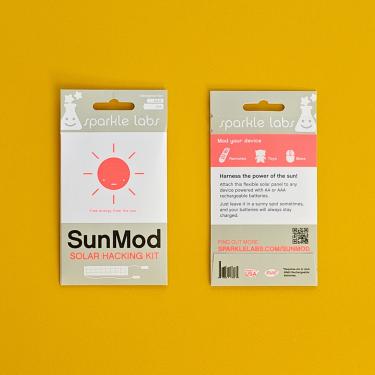 sparkle labs
Free energy from the sun
SunMod
SOLAR HACKING KIT
sparkle labs
Mod your device
Remotes
Toys
Mice
Harness the power of the sun!
Attach this flexible solar panel to any
device powered with AA or AAA
rechargeable batteries.
Just leave it in a sunny spot sometimes,
and your batteries will always stay
charged.
FIND OUT MORE
SPARKLELABS.COM/SUNMOD
USA